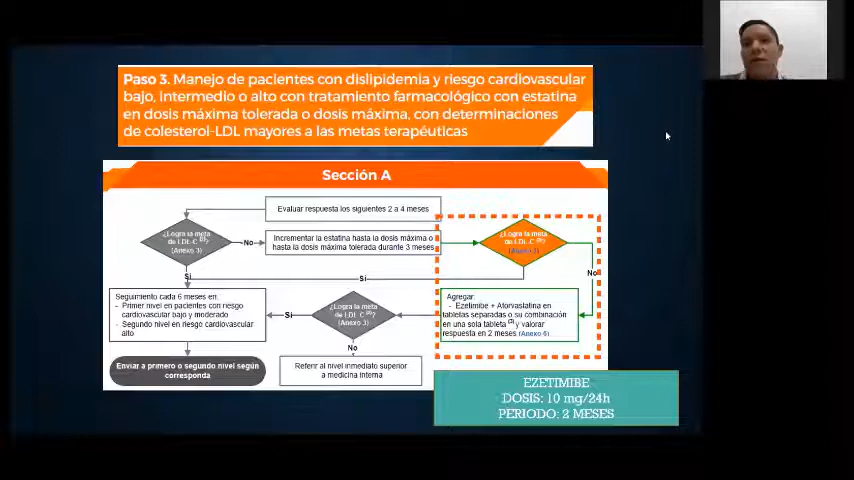 Paso 3. Manejo de pacientes con dislipidemia y riesgo cardiovascular
bajo, intermedio o alto con tratamiento farmacológico con estatina
en dosis máxima tolerada o dosis máxima, con determinaciones
de colesterol-LDL mayores a las metas terapéuticas
Sección A
Evaluar respuesta los siguientes 2 a 4 meses
¿Logra la meta
de LDL-C
(Anexo 3)
No
Incrementar la estatina hasta la dosis máxima o
hasta la dosis máxima tolerada durante 3 meses
¿Logra la meta
de LDL-C
No
Sí
Sí
Seguimiento cada 6 meses en
- Primer nivel en pacientes con riesgo
cardiovascular bajo y moderado
- Segundo nivel en riesgo cardiovascular
alto
Sí
¿Logra la meta
de LDL-C
(Anexo 3)
Agregar:
- Ezetimibe + Atorvastatina en
tabletas separadas o su combinación
en una sola tableta (3) y valorar
respuesta en 2 meses (Anexo 6)
No
Enviar a primero o segundo nivel según
corresponda
Referir al nivel inmediato superior
a medicina interna
EZETIMIBE
DOSIS: 10 mg/24h
PERIODO: 2 MESES